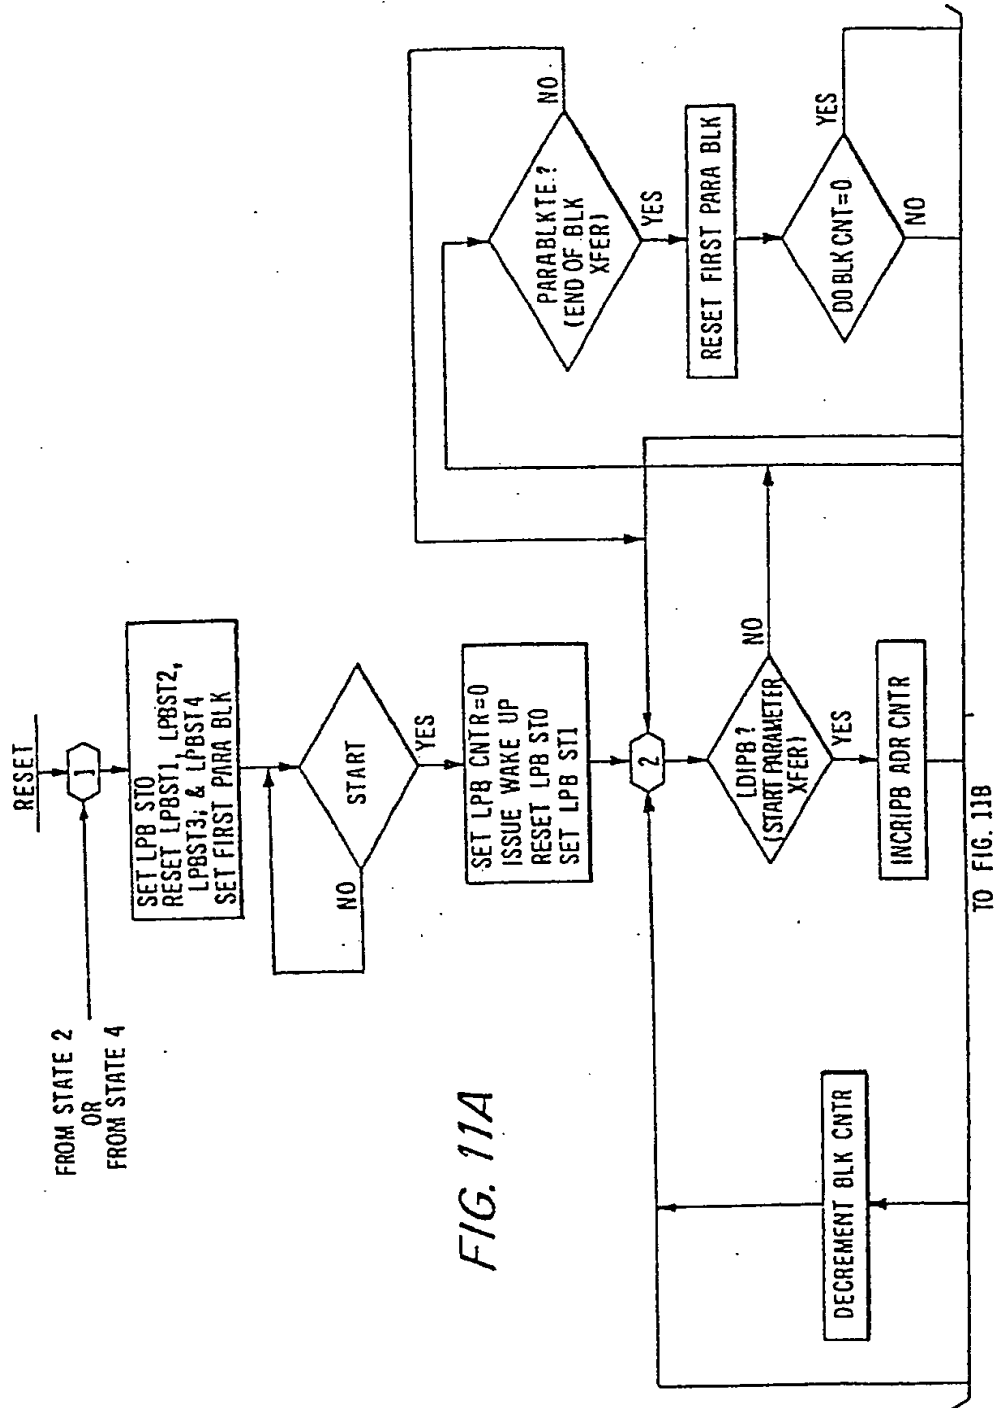 RESET
FROM STATE 2
OR
FROM STATE 4
1
SET LPB ST0
RESET LPBST1, LPBST2,
LPBST3; & LPBST4
SET FIRST PARA BLK
START
NO
YES
SET LPB CNTR=0
ISSUE WAKE UP
RESET LPB ST0
SET LPB ST1
2
LDIPB?
(START PARAMETER
XFER)
NO
YES
INCRIPB ADR CNTR
PARABLKTE.?
(END OF BLK
XFER)
NO
YES
RESET FIRST PARA BLK
DO BLK CNT=0
YES
NO
DECREMENT BLK CNTR
FIG. 11A
TO FIG. 11B